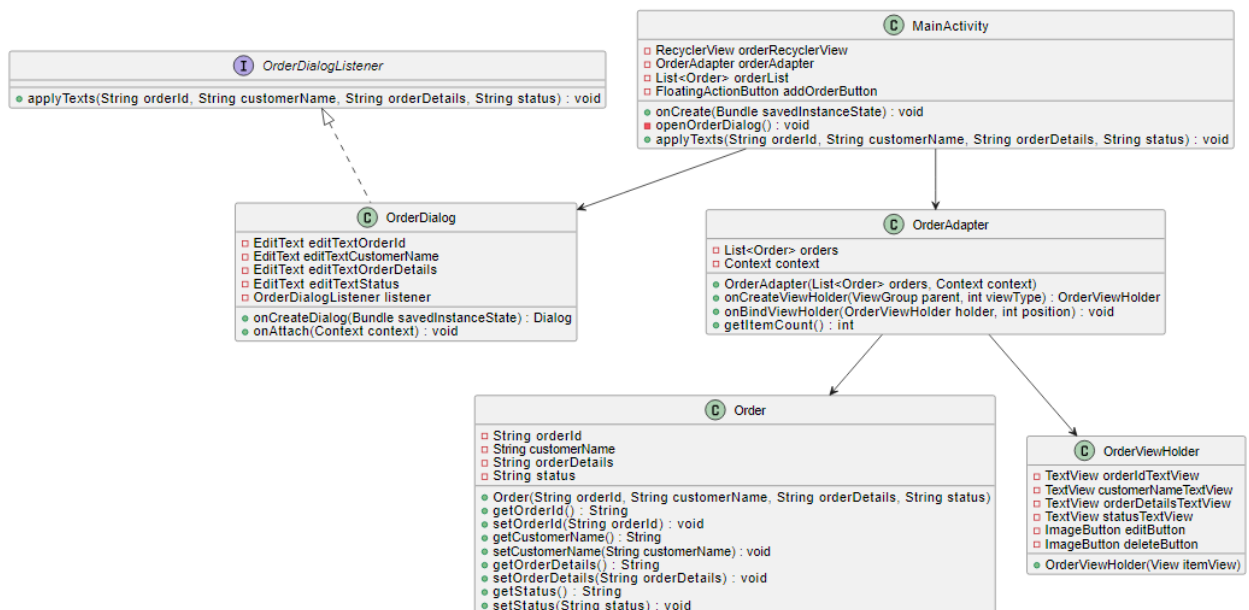 C MainActivity
RecyclerView orderRecyclerView
OrderAdapter orderAdapter
List<Order> orderList
FloatingActionButton addOrderButton
onCreate(Bundle savedInstanceState) : void
openOrderDialog() : void
applyTexts(String orderId, String customerName, String orderDetails, String status) : void
I OrderDialogListener
applyTexts(String orderId, String customerName, String orderDetails, String status) : void
C OrderDialog
EditText editTextOrderId
EditText editTextCustomerName
EditText editTextOrderDetails
EditText editTextStatus
OrderDialogListener listener
onCreateDialog(Bundle savedInstanceState) : Dialog
onAttach(Context context) : void
C OrderAdapter
List<Order> orders
Context context
OrderAdapter(List<Order> orders, Context context)
onCreateViewHolder(ViewGroup parent, int viewType) : OrderViewHolder
onBindViewHolder(OrderViewHolder holder, int position) : void
getItemCount() : int
C Order
String orderId
String customerName
String orderDetails
String status
Order(String orderId, String customerName, String orderDetails, String status)
getOrderId() : String
setOrderId(String orderId) : void
getCustomerName() : String
setCustomerName(String customerName) : void
getOrderDetails() : String
setOrderDetails(String orderDetails) : void
getStatus() : String
setStatus(String status) : void
C OrderViewHolder
TextView orderIdTextView
TextView customerNameTextView
TextView orderDetailsTextView
TextView statusTextView
ImageButton editButton
ImageButton deleteButton
OrderViewHolder(View itemView)